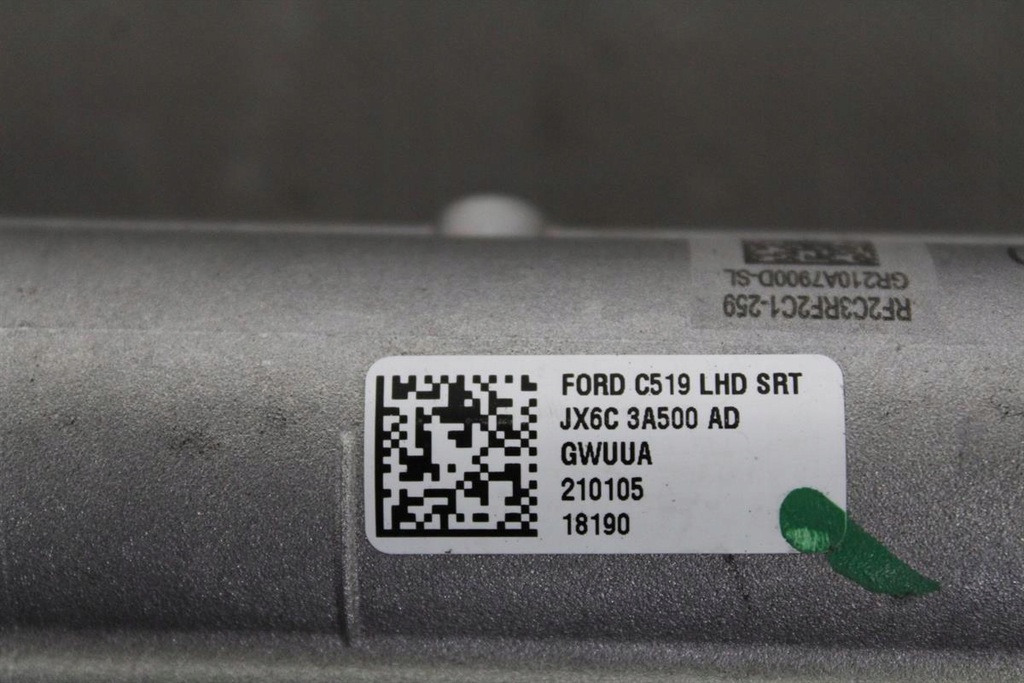 GR210A7900D-SL
RF2C3RF2C1-259
FORD C519 LHD SRT
JX6C 3A500 AD
GWUUA
210105
18190